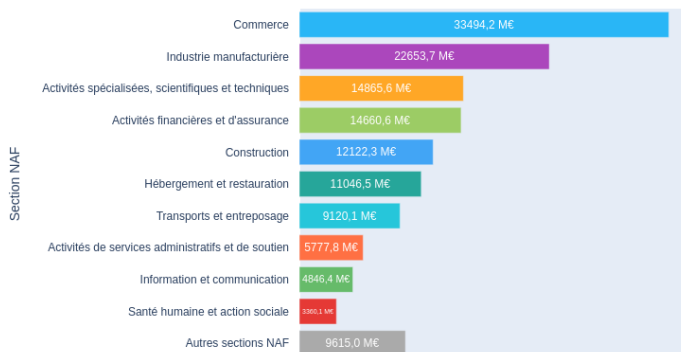 Section NAF
Commerce 33494,2 M€
Industrie manufacturière 22653,7 M€
Activités spécialisées, scientifiques et techniques 14865,6 M€
Activités financières et d'assurance 14660,6 M€
Construction 12122,3 M€
Hébergement et restauration 11046,5 M€
Transports et entreposage 9120,1 M€
Activités de services administratifs et de soutien 5777,8 M€
Information et communication 4846,4 M€
Santé humaine et action sociale 3360,1 M€
Autres sections NAF 9615,0 M€